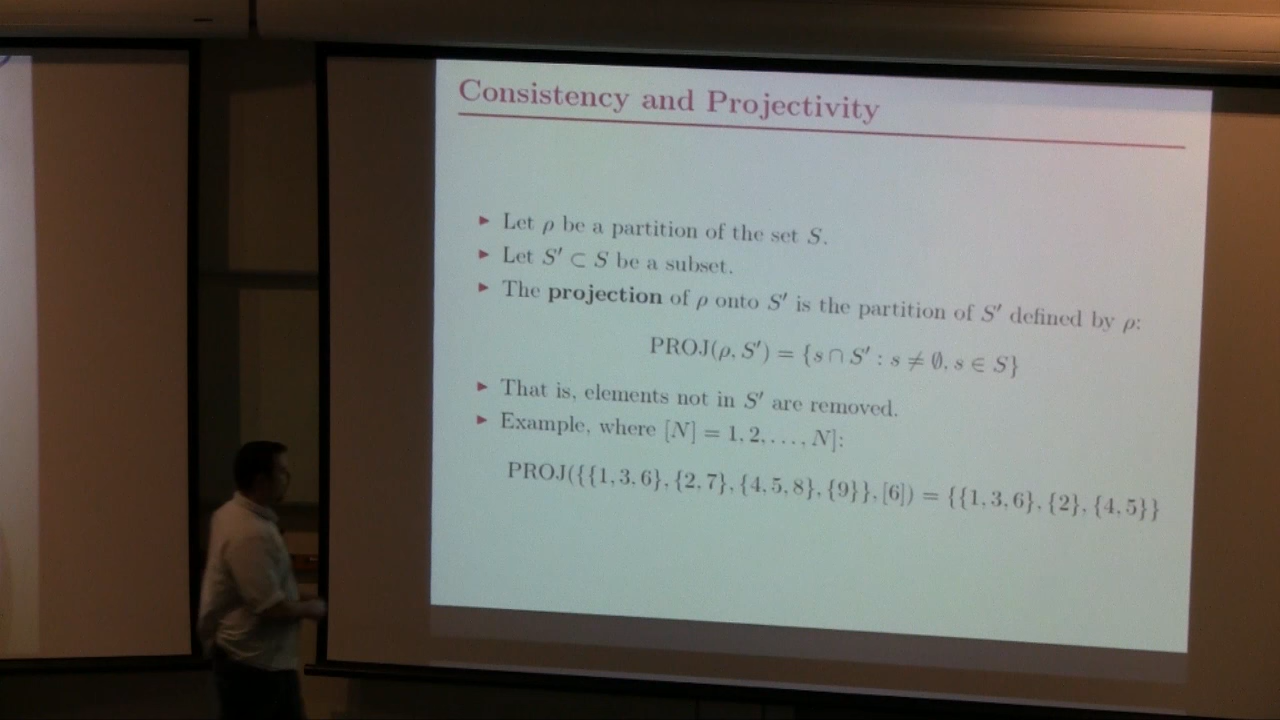 Consistency and Projectivity
▶ Let ρ be a partition of the set S.
▶ Let S′ ⊂ S be a subset.
▶ The projection of ρ onto S′ is the partition of S′ defined by ρ:
PROJ(ρ, S′) = {s ∩ S′ : s ≠ ∅, s ∈ S}
▶ That is, elements not in S′ are removed.
▶ Example, where [N] = 1, 2, . . . , N]:
PROJ({{1, 3, 6}, {2, 7}, {4, 5, 8}, {9}}, [6]) = {{1, 3, 6}, {2}, {4, 5}}